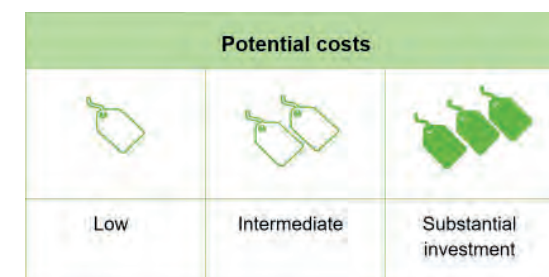 Potential costs
Low
Intermediate
Substantial
investment